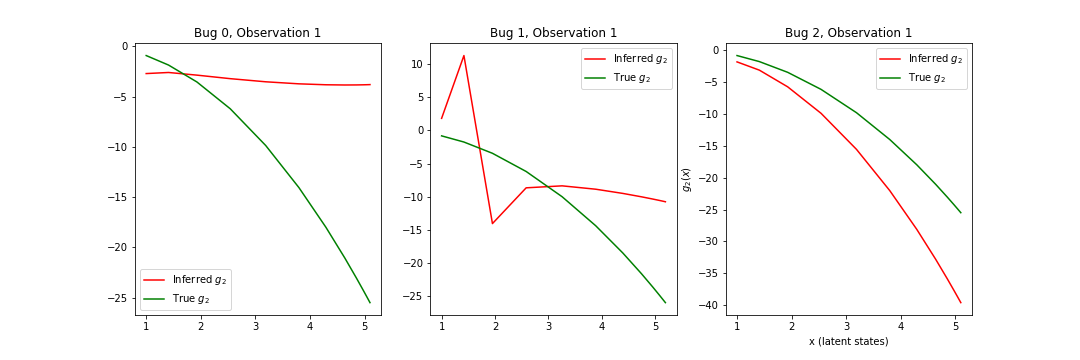 Bug 0, Observation 1
0
−5
−10
−15
−20
−25
1 2 3 4 5
Inferred g₂
True g₂
Bug 1, Observation 1
10
5
0
−5
−10
−15
−20
−25
1 2 3 4 5
Inferred g₂
True g₂
Bug 2, Observation 1
g₂(x)
0
−5
−10
−15
−20
−25
−30
−35
−40
1 2 3 4 5
x (latent states)
Inferred g₂
True g₂